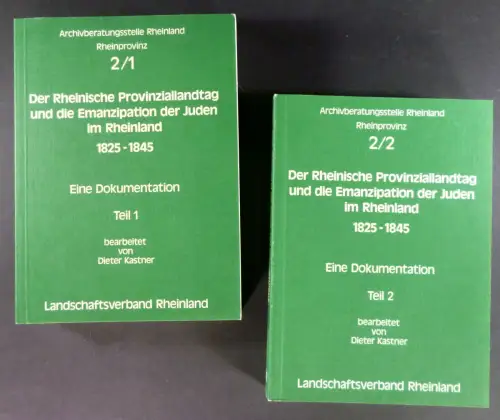 Archivberatungsstelle Rheinland
Rheinprovinz
2/1
Der Rheinische Provinziallandtag
und die Emanzipation der Juden
im Rheinland
1825-1845
Eine Dokumentation
Teil 1
bearbeitet
von
Dieter Kastner
Landschaftsverband Rheinland
Archivberatungsstelle Rheinland
Rheinprovinz
2/2
Der Rheinische Provinziallandtag
und die Emanzipation der Juden
im Rheinland
1825-1845
Eine Dokumentation
Teil 2
bearbeitet
von
Dieter Kastner
Landschaftsverband Rheinland